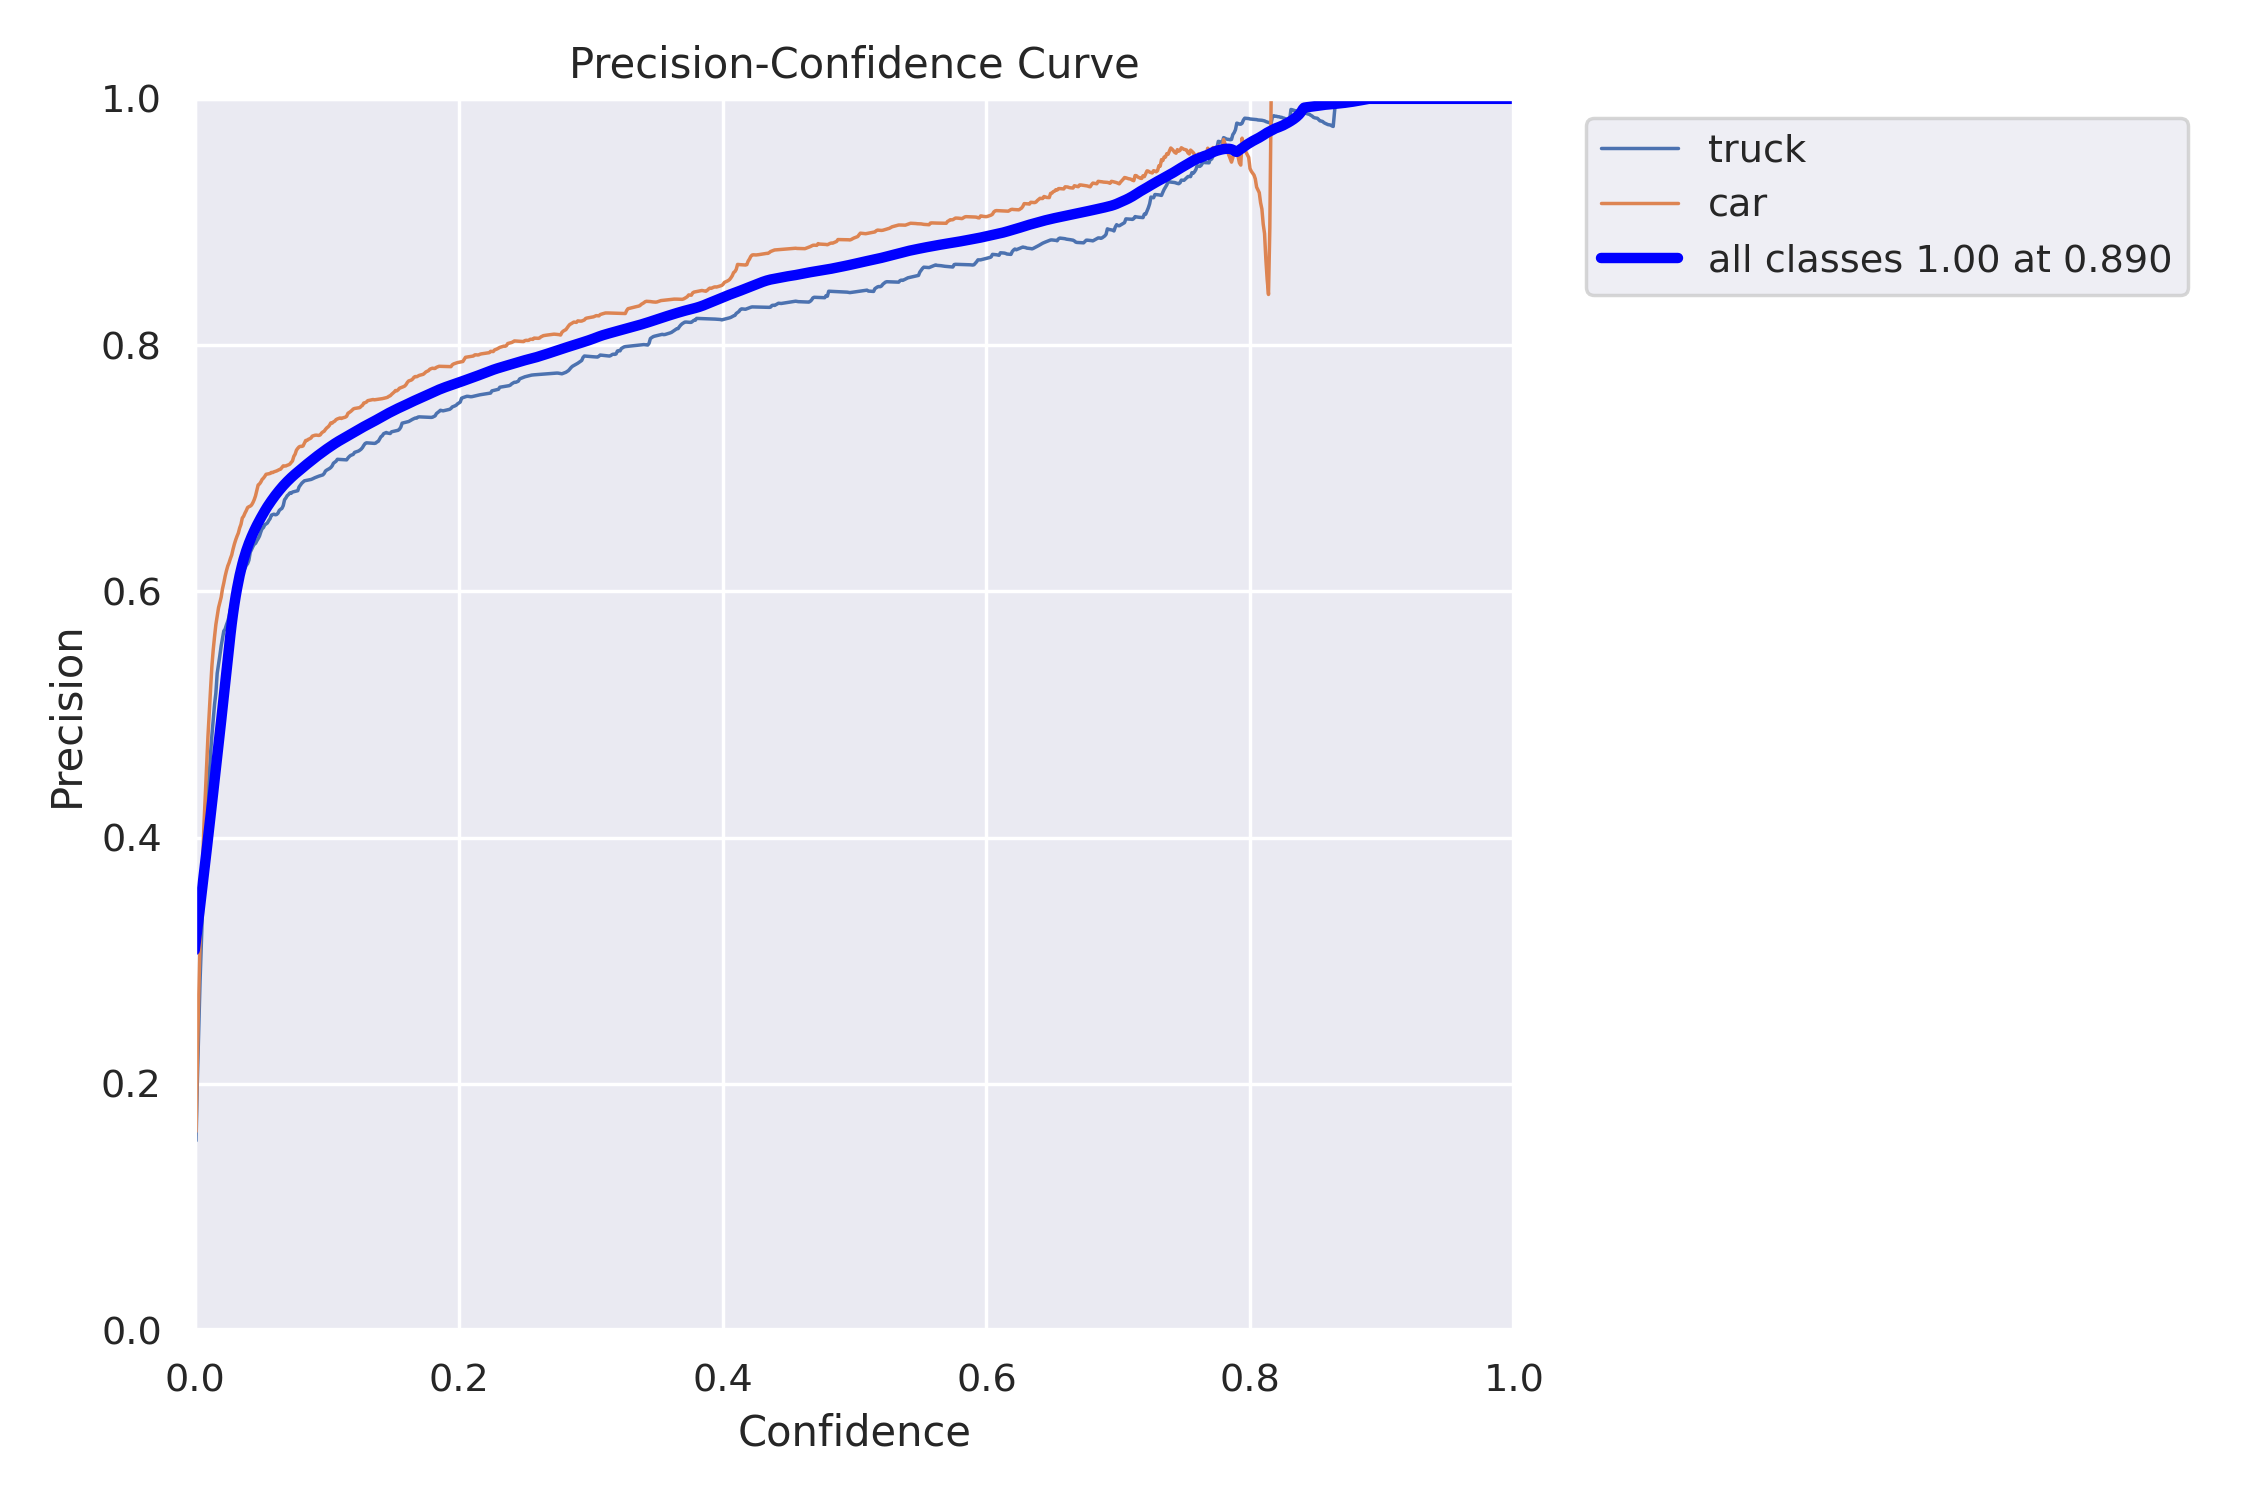 Precision-Confidence Curve
1.0
0.8
0.6
0.4
0.2
0.0
Precision
0.0 0.2 0.4 0.6 0.8 1.0
Confidence
truck
car
all classes 1.00 at 0.890